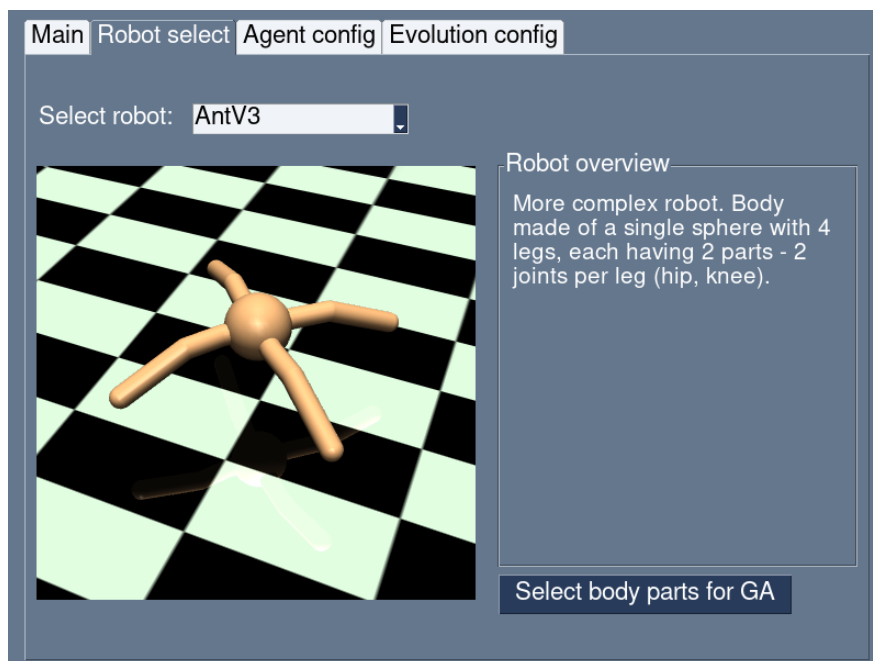 Main Robot select Agent config Evolution config
Select robot: AntV3
Robot overview
More complex robot. Body
made of a single sphere with 4
legs, each having 2 parts - 2
joints per leg (hip, knee).
Select body parts for GA